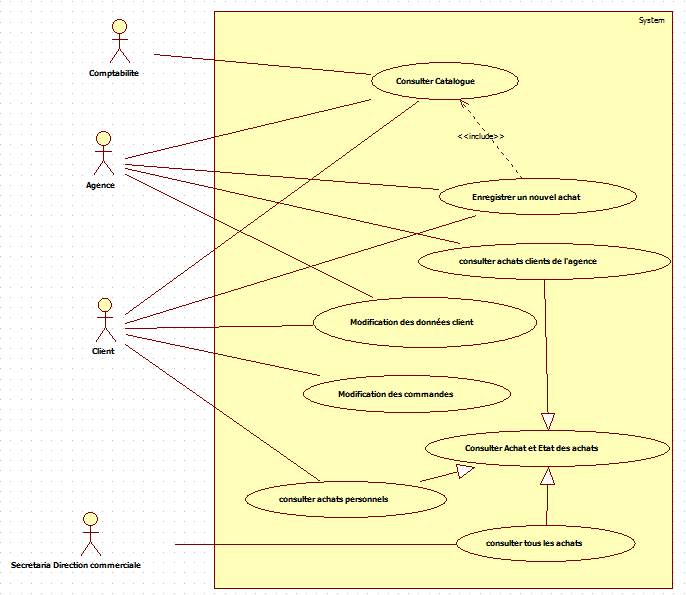 System
Comptabilite
Consulter Catalogue
<<include>>
Agence
Enregistrer un nouvel achat
consulter achats clients de l'agence
Modification des données client
Client
Modification des commandes
Consulter Achat et Etat des achats
consulter achats personnels
consulter tous les achats
Secretaria Direction commerciale